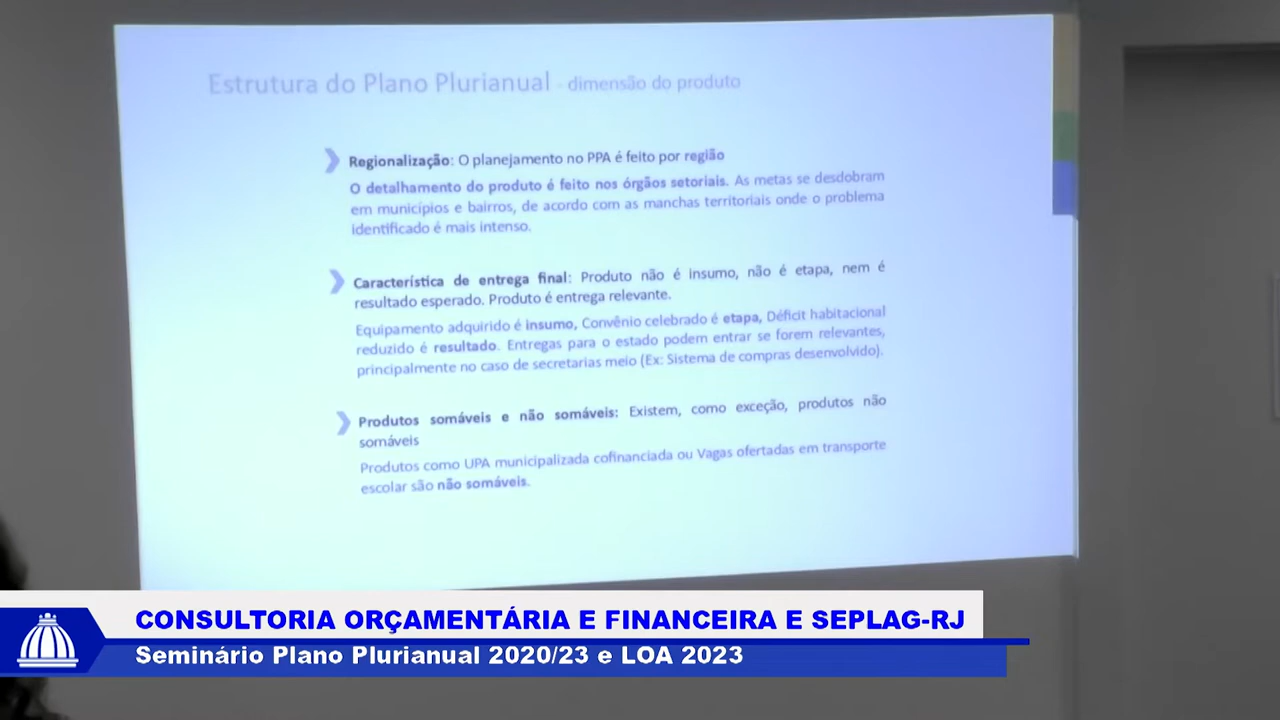 Estrutura do Plano Plurianual - dimensão do produto
Regionalização: O planejamento no PPA é feito por região
O detalhamento do produto é feito nos órgãos setoriais. As metas se desdobram
em municípios e bairros, de acordo com as manchas territoriais onde o problema
identificado é mais intenso.
Característica de entrega final: Produto não é insumo, não é etapa, nem é
resultado esperado. Produto é entrega relevante.
Equipamento adquirido é insumo, Convênio celebrado é etapa, Déficit habitacional
reduzido é resultado. Entregas para o estado podem entrar se forem relevantes,
principalmente no caso de secretarias meio (Ex: Sistema de compras desenvolvido).
Produtos somáveis e não somáveis: Existem, como exceção, produtos não
somáveis
Produtos como UPA municipalizada cofinanciada ou Vagas ofertadas em transporte
escolar são não somáveis.
CONSULTORIA ORÇAMENTÁRIA E FINANCEIRA E SEPLAG-RJ
Seminário Plano Plurianual 2020/23 e LOA 2023